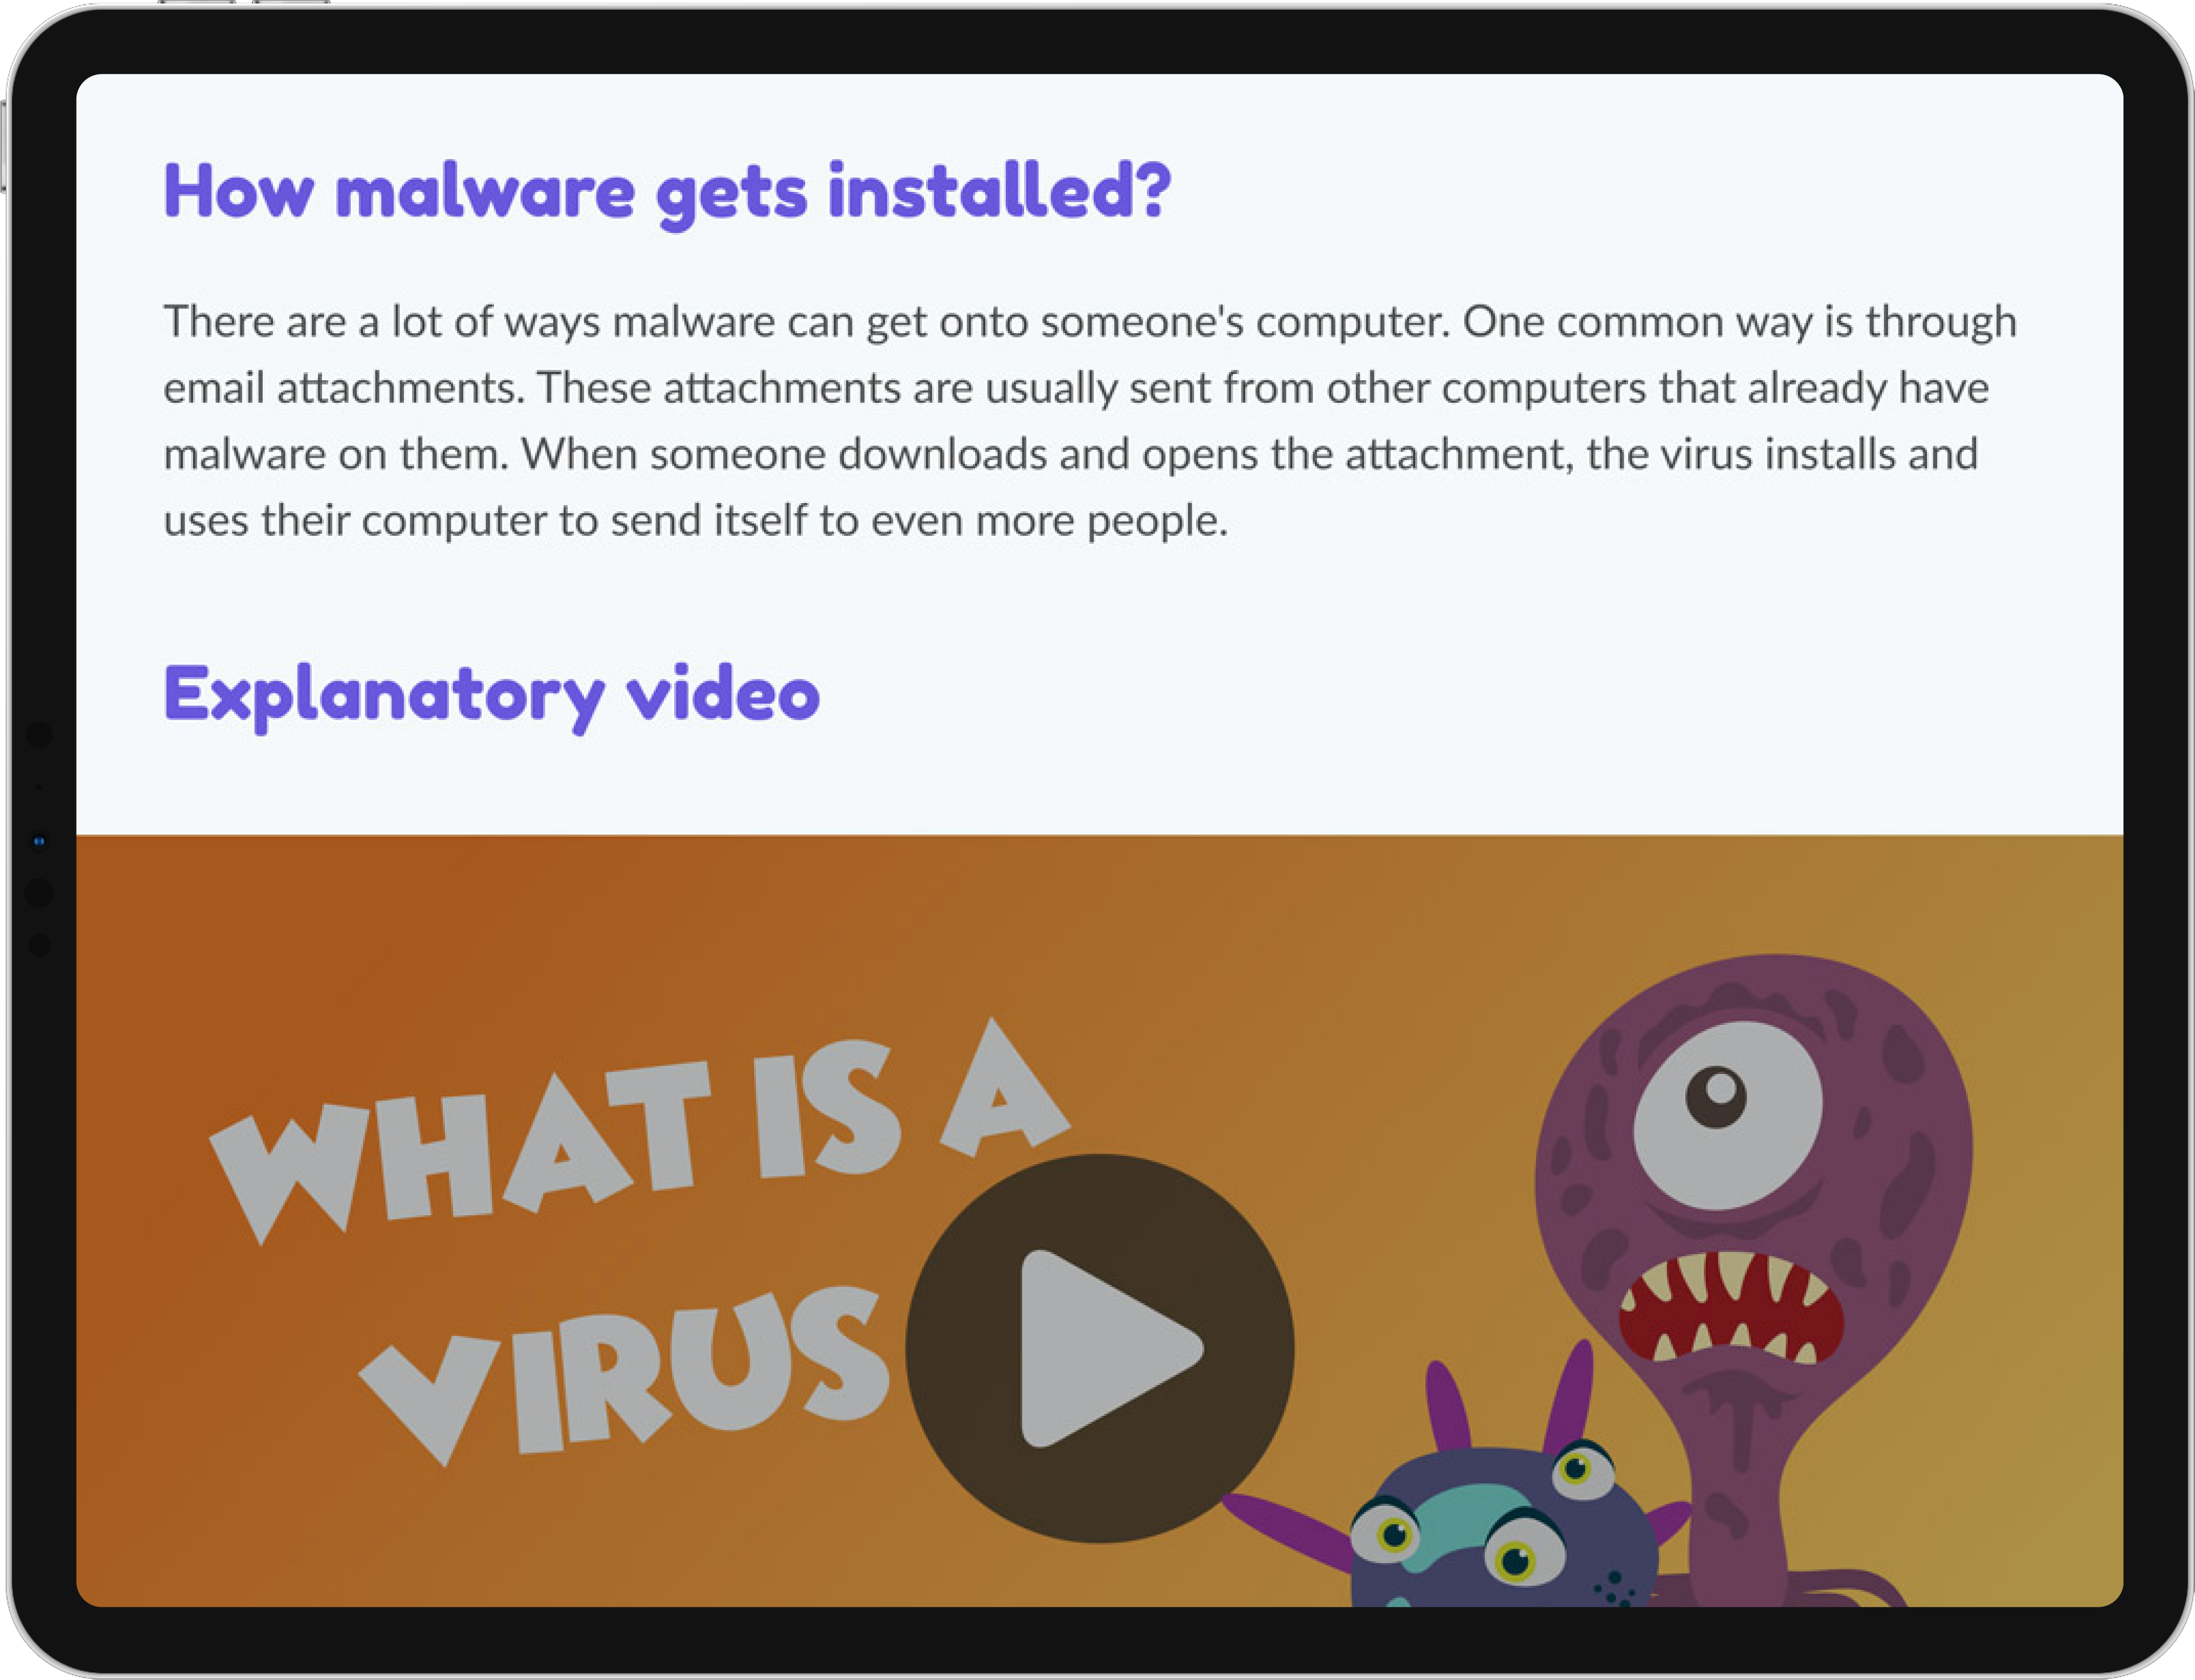 How malware gets installed?
There are a lot of ways malware can get onto someone's computer. One common way is through
email attachments. These attachments are usually sent from other computers that already have
malware on them. When someone downloads and opens the attachment, the virus installs and
uses their computer to send itself to even more people.
Explanatory video
WHAT IS A
VIRUS